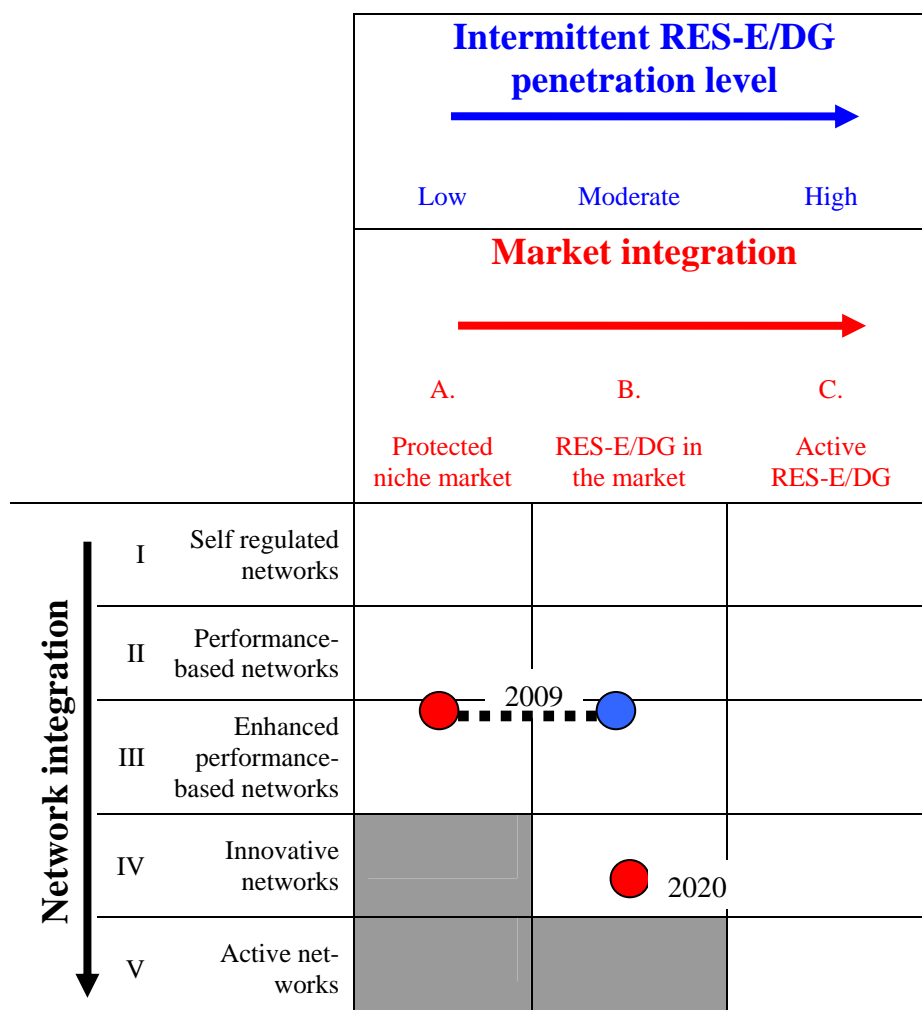 Intermittent RES-E/DG
penetration level
Low Moderate High
Market integration
A. B. C.
Protected
niche market
RES-E/DG in
the market
Active
RES-E/DG
Network integration
I Self regulated
networks
II Performance-
based networks
2009
III Enhanced
performance-
based networks
IV Innovative
networks
2020
V Active net-
works